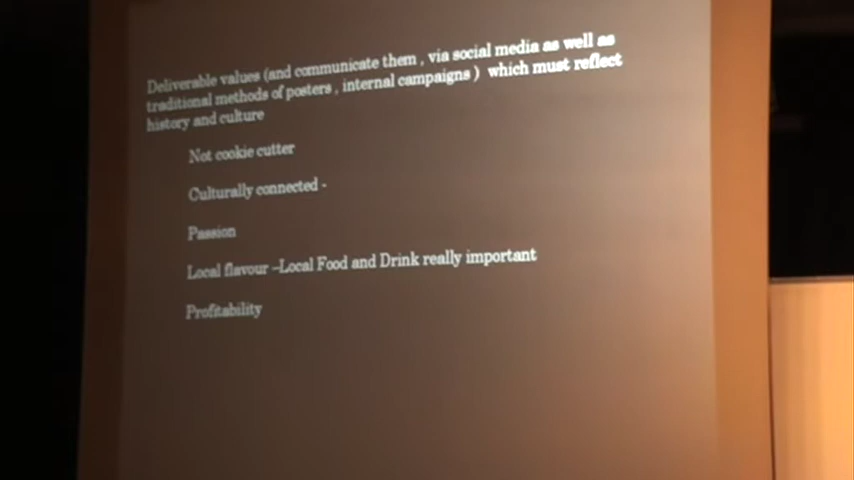 Deliverable values (and communicate them , via social media as well as
traditional methods of posters , internal campaigns ) which must reflect
history and culture
Not cookie cutter
Culturally connected -
Passion
Local flavour –Local Food and Drink really important
Profitability